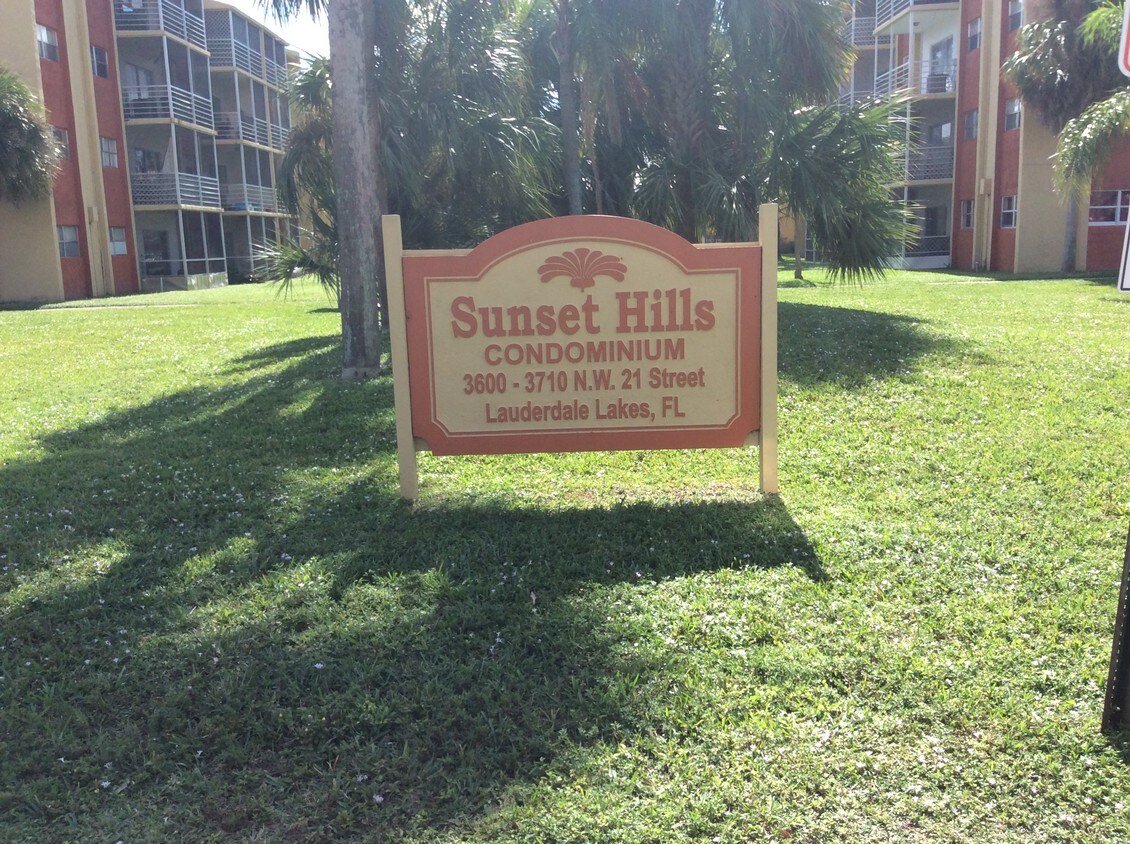 Sunset Hills
CONDOMINIUM
3600 - 3710 N.W. 21 Street
Lauderdale Lakes, FL